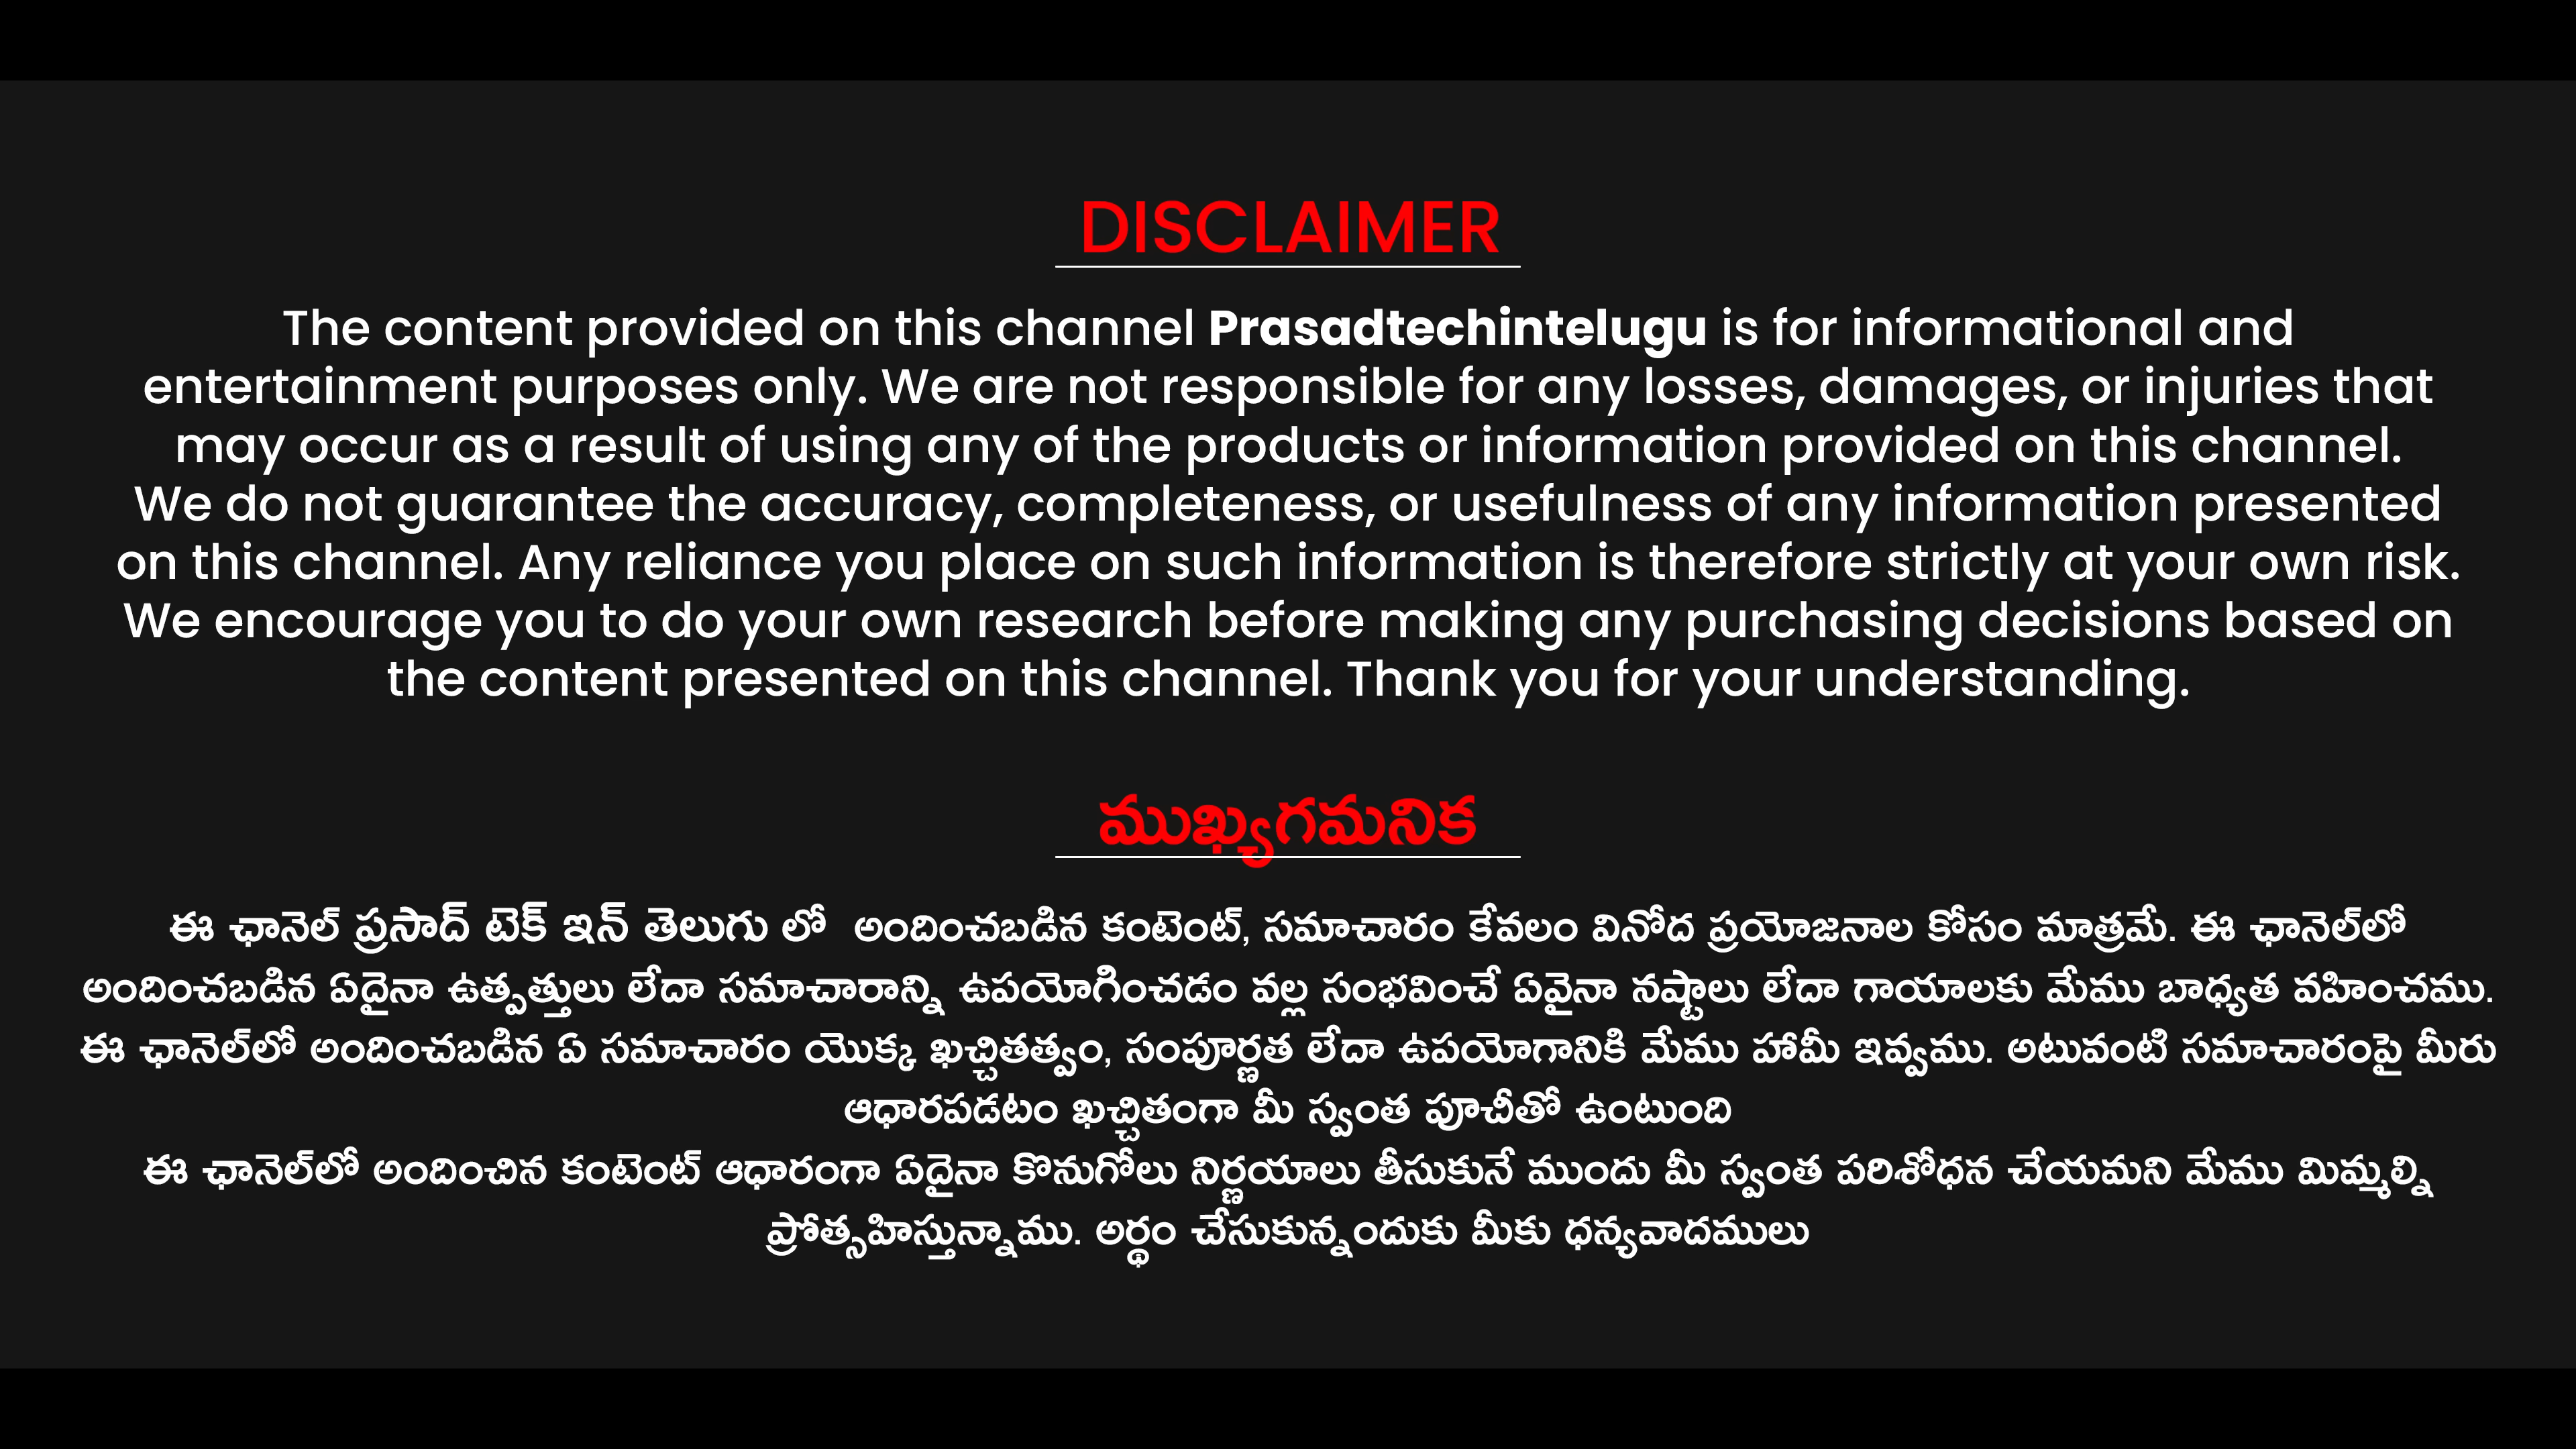 DISCLAIMER
The content provided on this channel Prasadtechintelugu is for informational and
entertainment purposes only. We are not responsible for any losses, damages, or injuries that
may occur as a result of using any of the products or information provided on this channel.
We do not guarantee the accuracy, completeness, or usefulness of any information presented
on this channel. Any reliance you place on such information is therefore strictly at your own risk.
We encourage you to do your own research before making any purchasing decisions based on
the content presented on this channel. Thank you for your understanding.
ముఖ్యగమనిక
ఈ ఛానెల్ ప్రసాద్ టెక్ ఇన్ తెలుగు లో అందించబడిన కంటెంట్, సమాచారం కేవలం వినోద ప్రయోజనాల కోసం మాత్రమే. ఈ ఛానెల్‌లో
అందించబడిన ఏదైనా ఉత్పత్తులు లేదా సమాచారాన్ని ఉపయోగించడం వల్ల సంభవించే ఏవైనా నష్టాలు లేదా గాయాలకు మేము బాధ్యత వహించము.
ఈ ఛానెల్‌లో అందించబడిన ఏ సమాచారం యొక్క ఖచ్చితత్వం, సంపూర్ణత లేదా ఉపయోగానికి మేము హామీ ఇవ్వము. అటువంటి సమాచారంపై మీరు
ఆధారపడటం ఖచ్చితంగా మీ స్వంత పూచీతో ఉంటుంది
ఈ ఛానెల్‌లో అందించిన కంటెంట్ ఆధారంగా ఏదైనా కొనుగోలు నిర్ణయాలు తీసుకునే ముందు మీ స్వంత పరిశోధన చేయమని మేము మిమ్మల్ని
ప్రోత్సహిస్తున్నాము. అర్థం చేసుకున్నందుకు మీకు ధన్యవాదములు